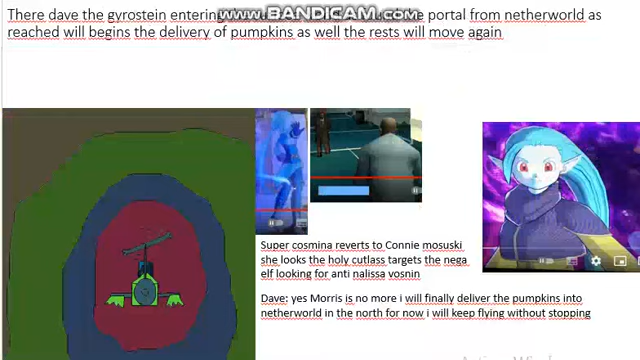 There dave the gyrostein entering
WWW.BANDICAM.COM
portal from netherworld as
reached will begins the delivery of pumpkins as well the rests will move again
Super cosmina reverts to Connie mosuski
she looks the holy cutlass targets the nega
elf looking for anti nalissa vosnin
Dave: yes Morris is no more i will finally deliver the pumpkins into
netherworld in the north for now i will keep flying without stopping